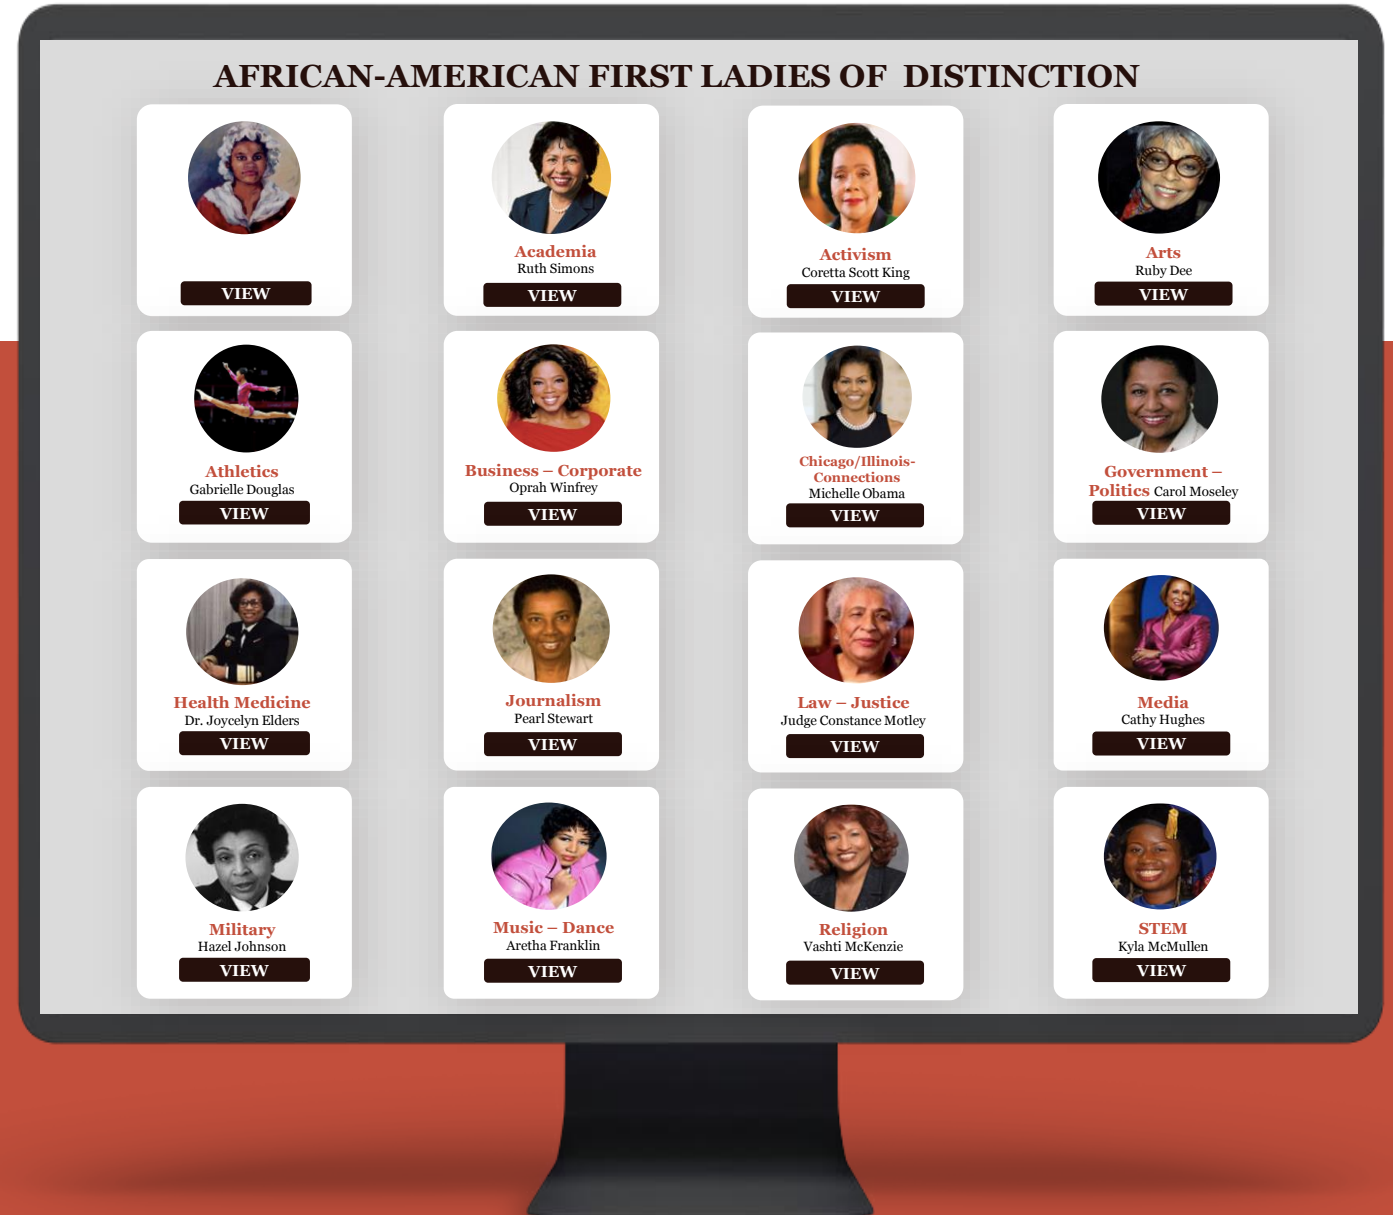 AFRICAN-AMERICAN FIRST LADIES OF DISTINCTION
VIEW
Academia
Ruth Simons
VIEW
Activism
Coretta Scott King
VIEW
Arts
Ruby Dee
VIEW
Athletics
Gabrielle Douglas
VIEW
Business – Corporate
Oprah Winfrey
VIEW
Chicago/Illinois-
Connections
Michelle Obama
VIEW
Government –
Politics Carol Moseley
VIEW
Health Medicine
Dr. Joycelyn Elders
VIEW
Journalism
Pearl Stewart
VIEW
Law – Justice
Judge Constance Motley
VIEW
Media
Cathy Hughes
VIEW
Military
Hazel Johnson
VIEW
Music – Dance
Aretha Franklin
VIEW
Religion
Vashti McKenzie
VIEW
STEM
Kyla McMullen
VIEW